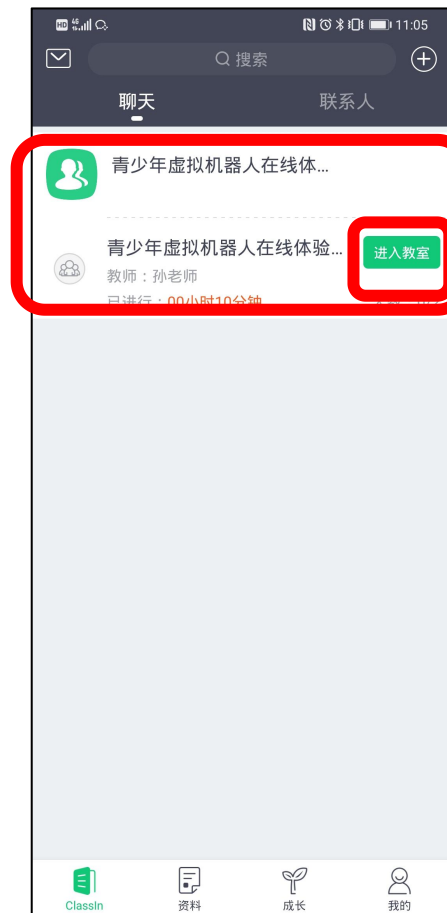 HD 4G 11:05
搜索
聊天 联系人
青少年虚拟机器人在线体...
青少年虚拟机器人在线体验... 进入教室
教师：孙老师
已进行：00小时10分钟
ClassIn 资料 成长 我的